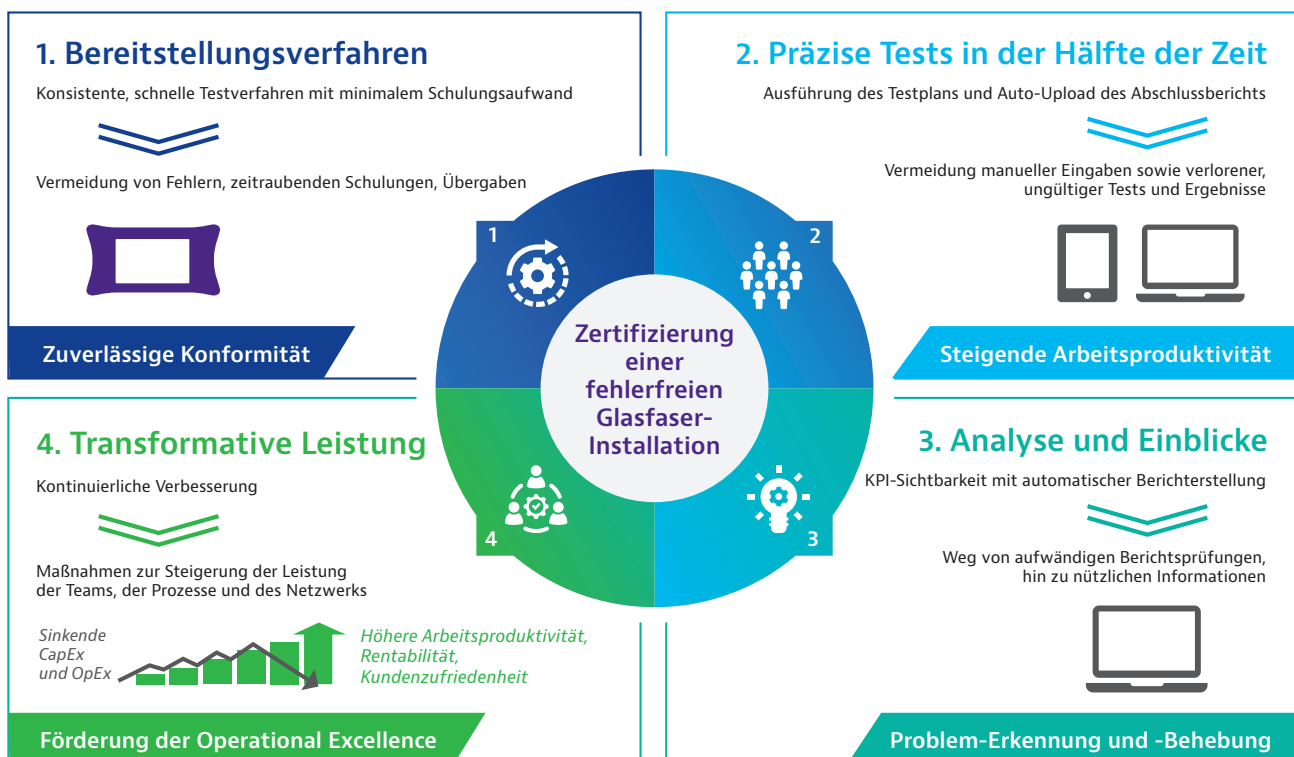 1. Bereitstellungsverfahren
Konsistente, schnelle Testverfahren mit minimalem Schulungsaufwand
Vermeidung von Fehlern, zeitraubenden Schulungen, Übergaben
Zuverlässige Konformität
2. Präzise Tests in der Hälfte der Zeit
Ausführung des Testplans und Auto-Upload des Abschlussberichts
Vermeidung manueller Eingaben sowie verlorener,
ungültiger Tests und Ergebnisse
Steigende Arbeitsproduktivität
1
2
Zertifizierung
einer
fehlerfreien
Glasfaser-
Installation
4
3
4. Transformative Leistung
Kontinuierliche Verbesserung
Maßnahmen zur Steigerung der Leistung
der Teams, der Prozesse und des Netzwerks
Sinkende
CapEx
und OpEx
Höhere Arbeitsproduktivität,
Rentabilität,
Kundenzufriedenheit
Förderung der Operational Excellence
3. Analyse und Einblicke
KPI-Sichtbarkeit mit automatischer Berichterstellung
Weg von aufwändigen Berichtsprüfungen,
hin zu nützlichen Informationen
Problem-Erkennung und -Behebung